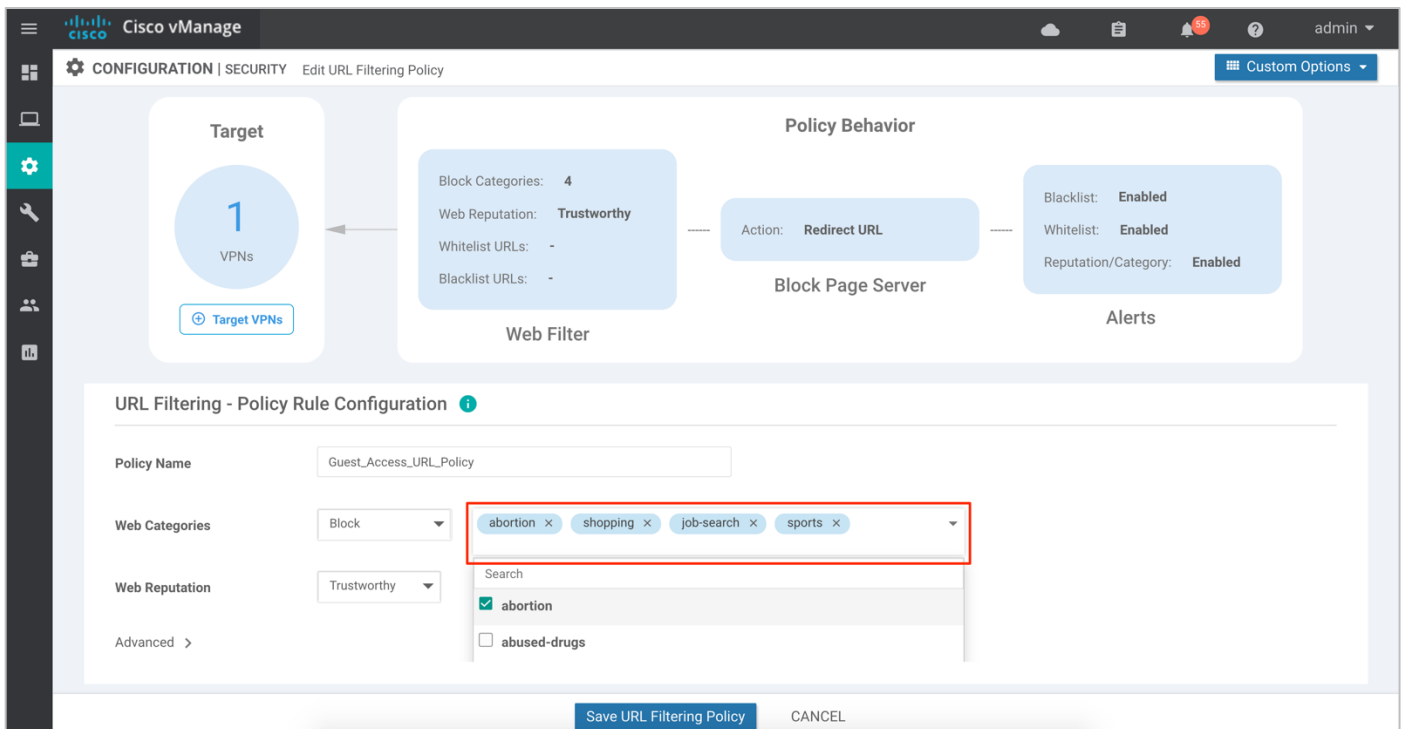 cisco Cisco vManage 55 admin
CONFIGURATION | SECURITY Edit URL Filtering Policy Custom Options
Target
1
VPNs
Target VPNs
Policy Behavior
Block Categories: 4
Web Reputation: Trustworthy
Whitelist URLs: -
Blacklist URLs: -
Web Filter
Action: Redirect URL
Block Page Server
Blacklist: Enabled
Whitelist: Enabled
Reputation/Category: Enabled
Alerts
URL Filtering - Policy Rule Configuration
Policy Name Guest_Access_URL_Policy
Web Categories Block abortion × shopping × job-search × sports ×
Search
Web Reputation Trustworthy
abortion
abused-drugs
Advanced >
Save URL Filtering Policy CANCEL